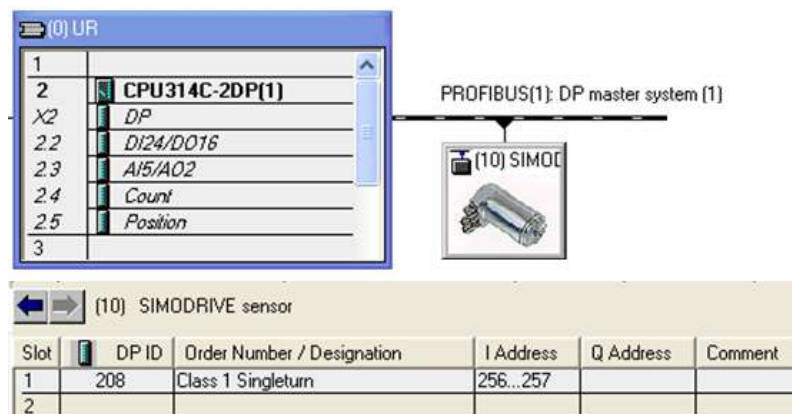 (0) UR
1
2 CPU314C-2DP(1)
X2 DP
2.2 DI24/DO16
2.3 AI5/AO2
2.4 Count
2.5 Position
3
PROFIBUS(1): DP master system (1)
(10) SIMOD
(10) SIMODRIVE sensor
Slot DP ID Order Number / Designation I Address Q Address Comment
1 208 Class 1 Singleturn 256...257
2